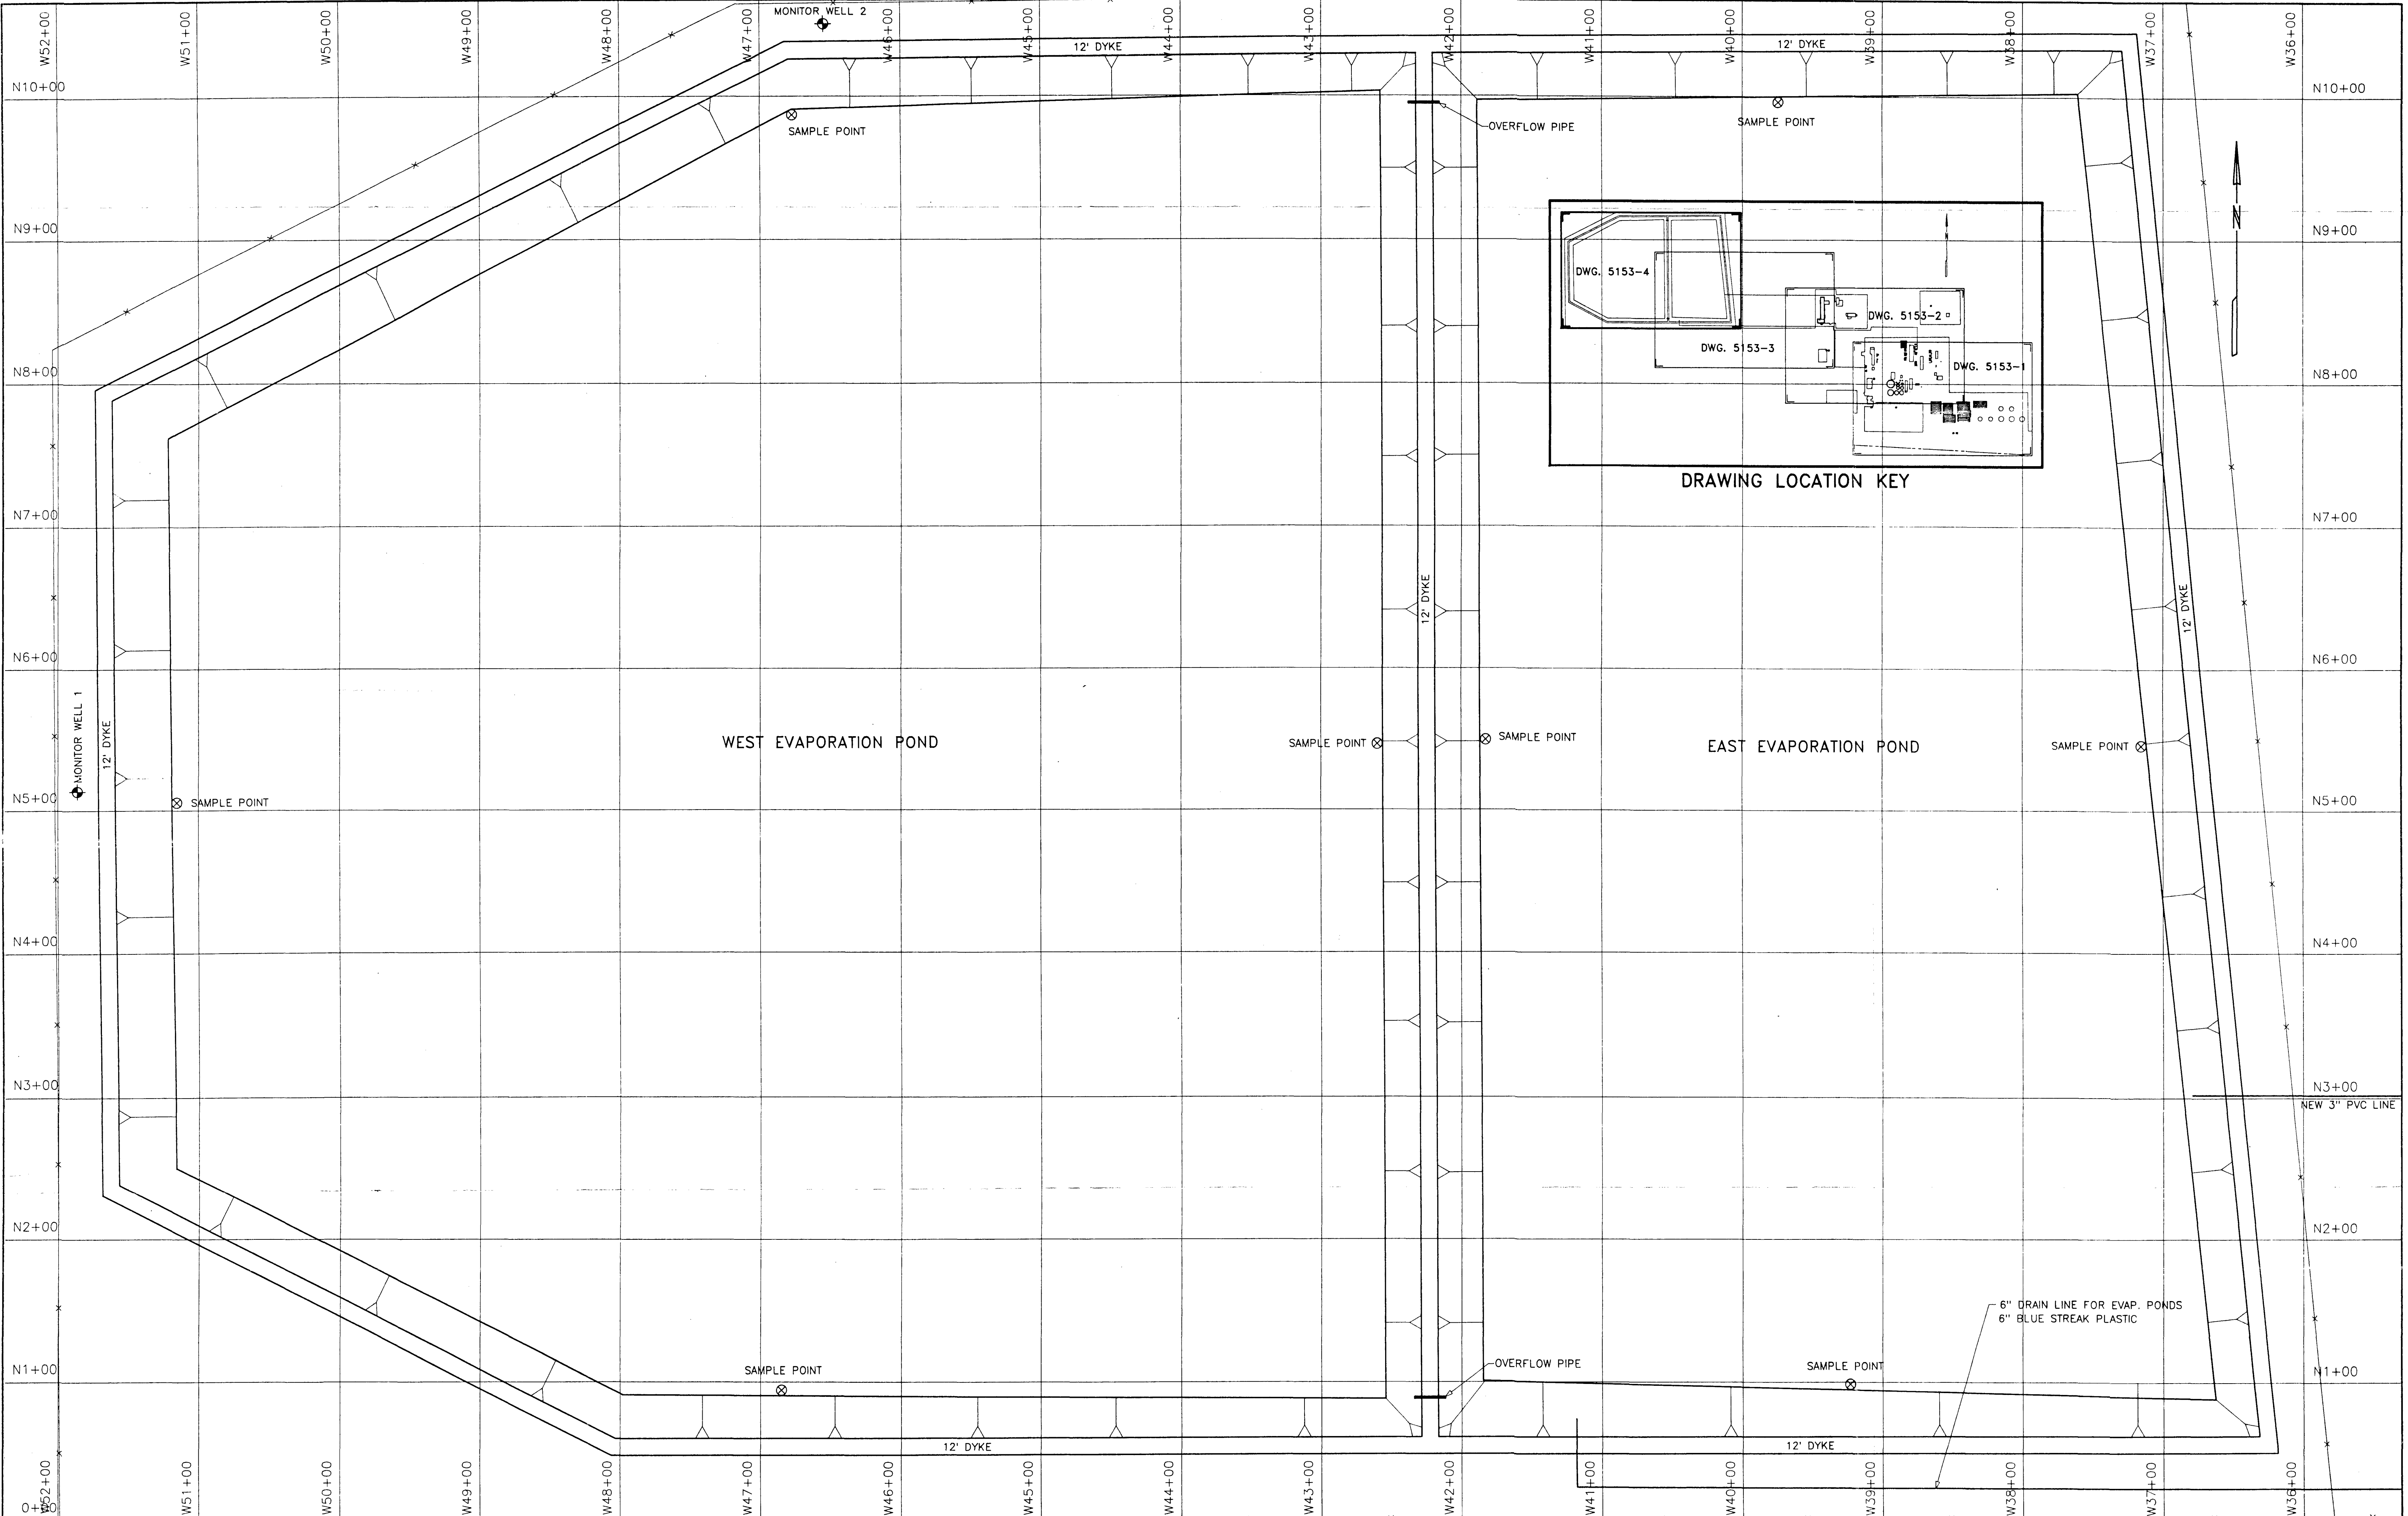 MONITOR WELL 2
W52+00
W51+00
W50+00
W49+00
W48+00
W47+00
W46+00
W45+00
W44+00
W43+00
W42+00
W41+00
W40+00
W39+00
W38+00
W37+00
W36+00
12' DYKE
12' DYKE
N10+00
N10+00
SAMPLE POINT
OVERFLOW PIPE
SAMPLE POINT
N9+00
N9+00
N
DWG. 5153-4
DWG. 5153-2
DWG. 5153-3
DWG. 5153-1
N8+00
N8+00
DRAWING LOCATION KEY
N7+00
N7+00
12' DYKE
12' DYKE
N6+00
N6+00
MONITOR WELL 1
12' DYKE
WEST EVAPORATION POND
SAMPLE POINT
SAMPLE POINT
EAST EVAPORATION POND
SAMPLE POINT
N5+00
SAMPLE POINT
N5+00
N4+00
N4+00
N3+00
N3+00
NEW 3" PVC LINE
N2+00
N2+00
6" DRAIN LINE FOR EVAP. PONDS
6" BLUE STREAK PLASTIC
N1+00
SAMPLE POINT
OVERFLOW PIPE
SAMPLE POINT
N1+00
12' DYKE
12' DYKE
0+00
W52+00
W51+00
W50+00
W49+00
W48+00
W47+00
W46+00
W45+00
W44+00
W43+00
W42+00
W41+00
W40+00
W39+00
W38+00
W37+00
W36+00